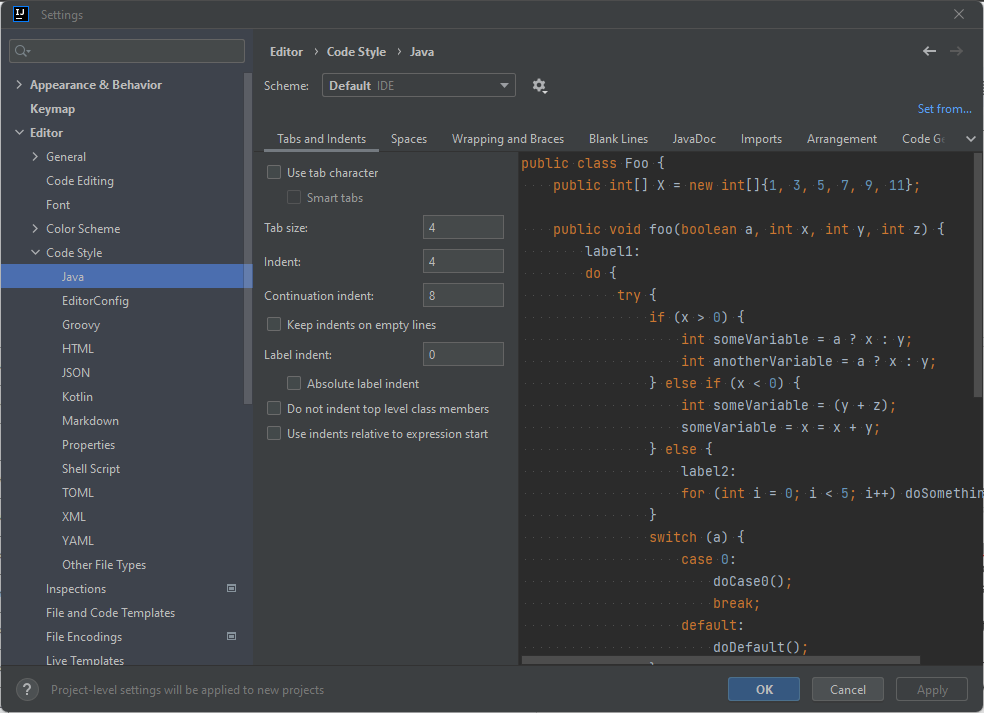 IJ
Settings
Appearance & Behavior
Keymap
Editor
General
Code Editing
Font
Color Scheme
Code Style
Java
EditorConfig
Groovy
HTML
JSON
Kotlin
Markdown
Properties
Shell Script
TOML
XML
YAML
Other File Types
Inspections
File and Code Templates
File Encodings
Live Templates
Editor › Code Style › Java
Scheme: Default IDE
Set from...
Tabs and Indents Spaces Wrapping and Braces Blank Lines JavaDoc Imports Arrangement Code Ge
Use tab character
Smart tabs
Tab size: 4
Indent: 4
Continuation indent: 8
Keep indents on empty lines
Label indent: 0
Absolute label indent
Do not indent top level class members
Use indents relative to expression start
public class Foo {
    public int[] X = new int[]{1, 3, 5, 7, 9, 11};
    public void foo(boolean a, int x, int y, int z) {
        label1:
        do {
            try {
                if (x > 0) {
                    int someVariable = a ? x : y;
                    int anotherVariable = a ? x : y;
                } else if (x < 0) {
                    int someVariable = (y + z);
                    someVariable = x = x + y;
                } else {
                    label2:
                    for (int i = 0; i < 5; i++) doSomethin
                }
                switch (a) {
                    case 0:
                        doCase0();
                        break;
                    default:
                        doDefault();
                }
? Project-level settings will be applied to new projects
OK Cancel Apply